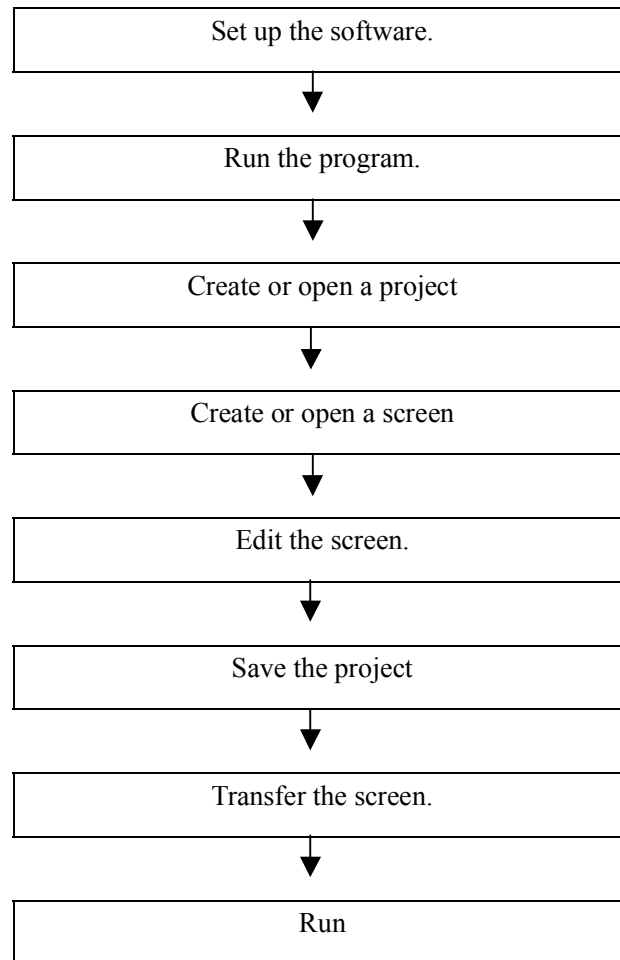 Set up the software.
Run the program.
Create or open a project
Create or open a screen
Edit the screen.
Save the project
Transfer the screen.
Run